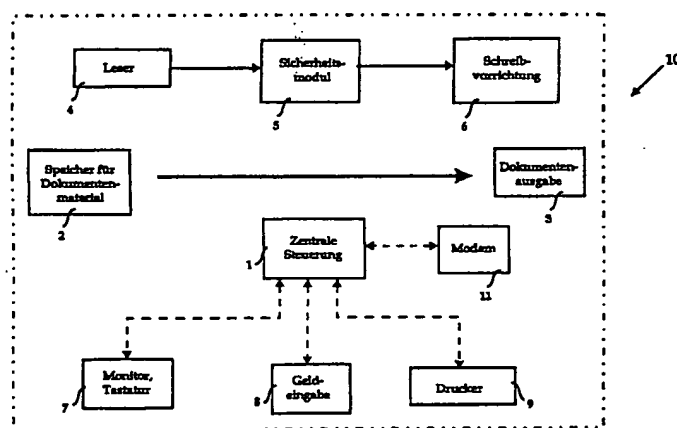 Leser
4
Sicherheits-
modul
5
Schreib-
vorrichtung
6
10
Speicher für
Dokumenten-
material
2
Dokumenten-
ausgabe
3
Zentrale
Steuerung
1
Modem
11
Monitor,
Tastatur
7
Geld-
eingabe
8
Drucker
9